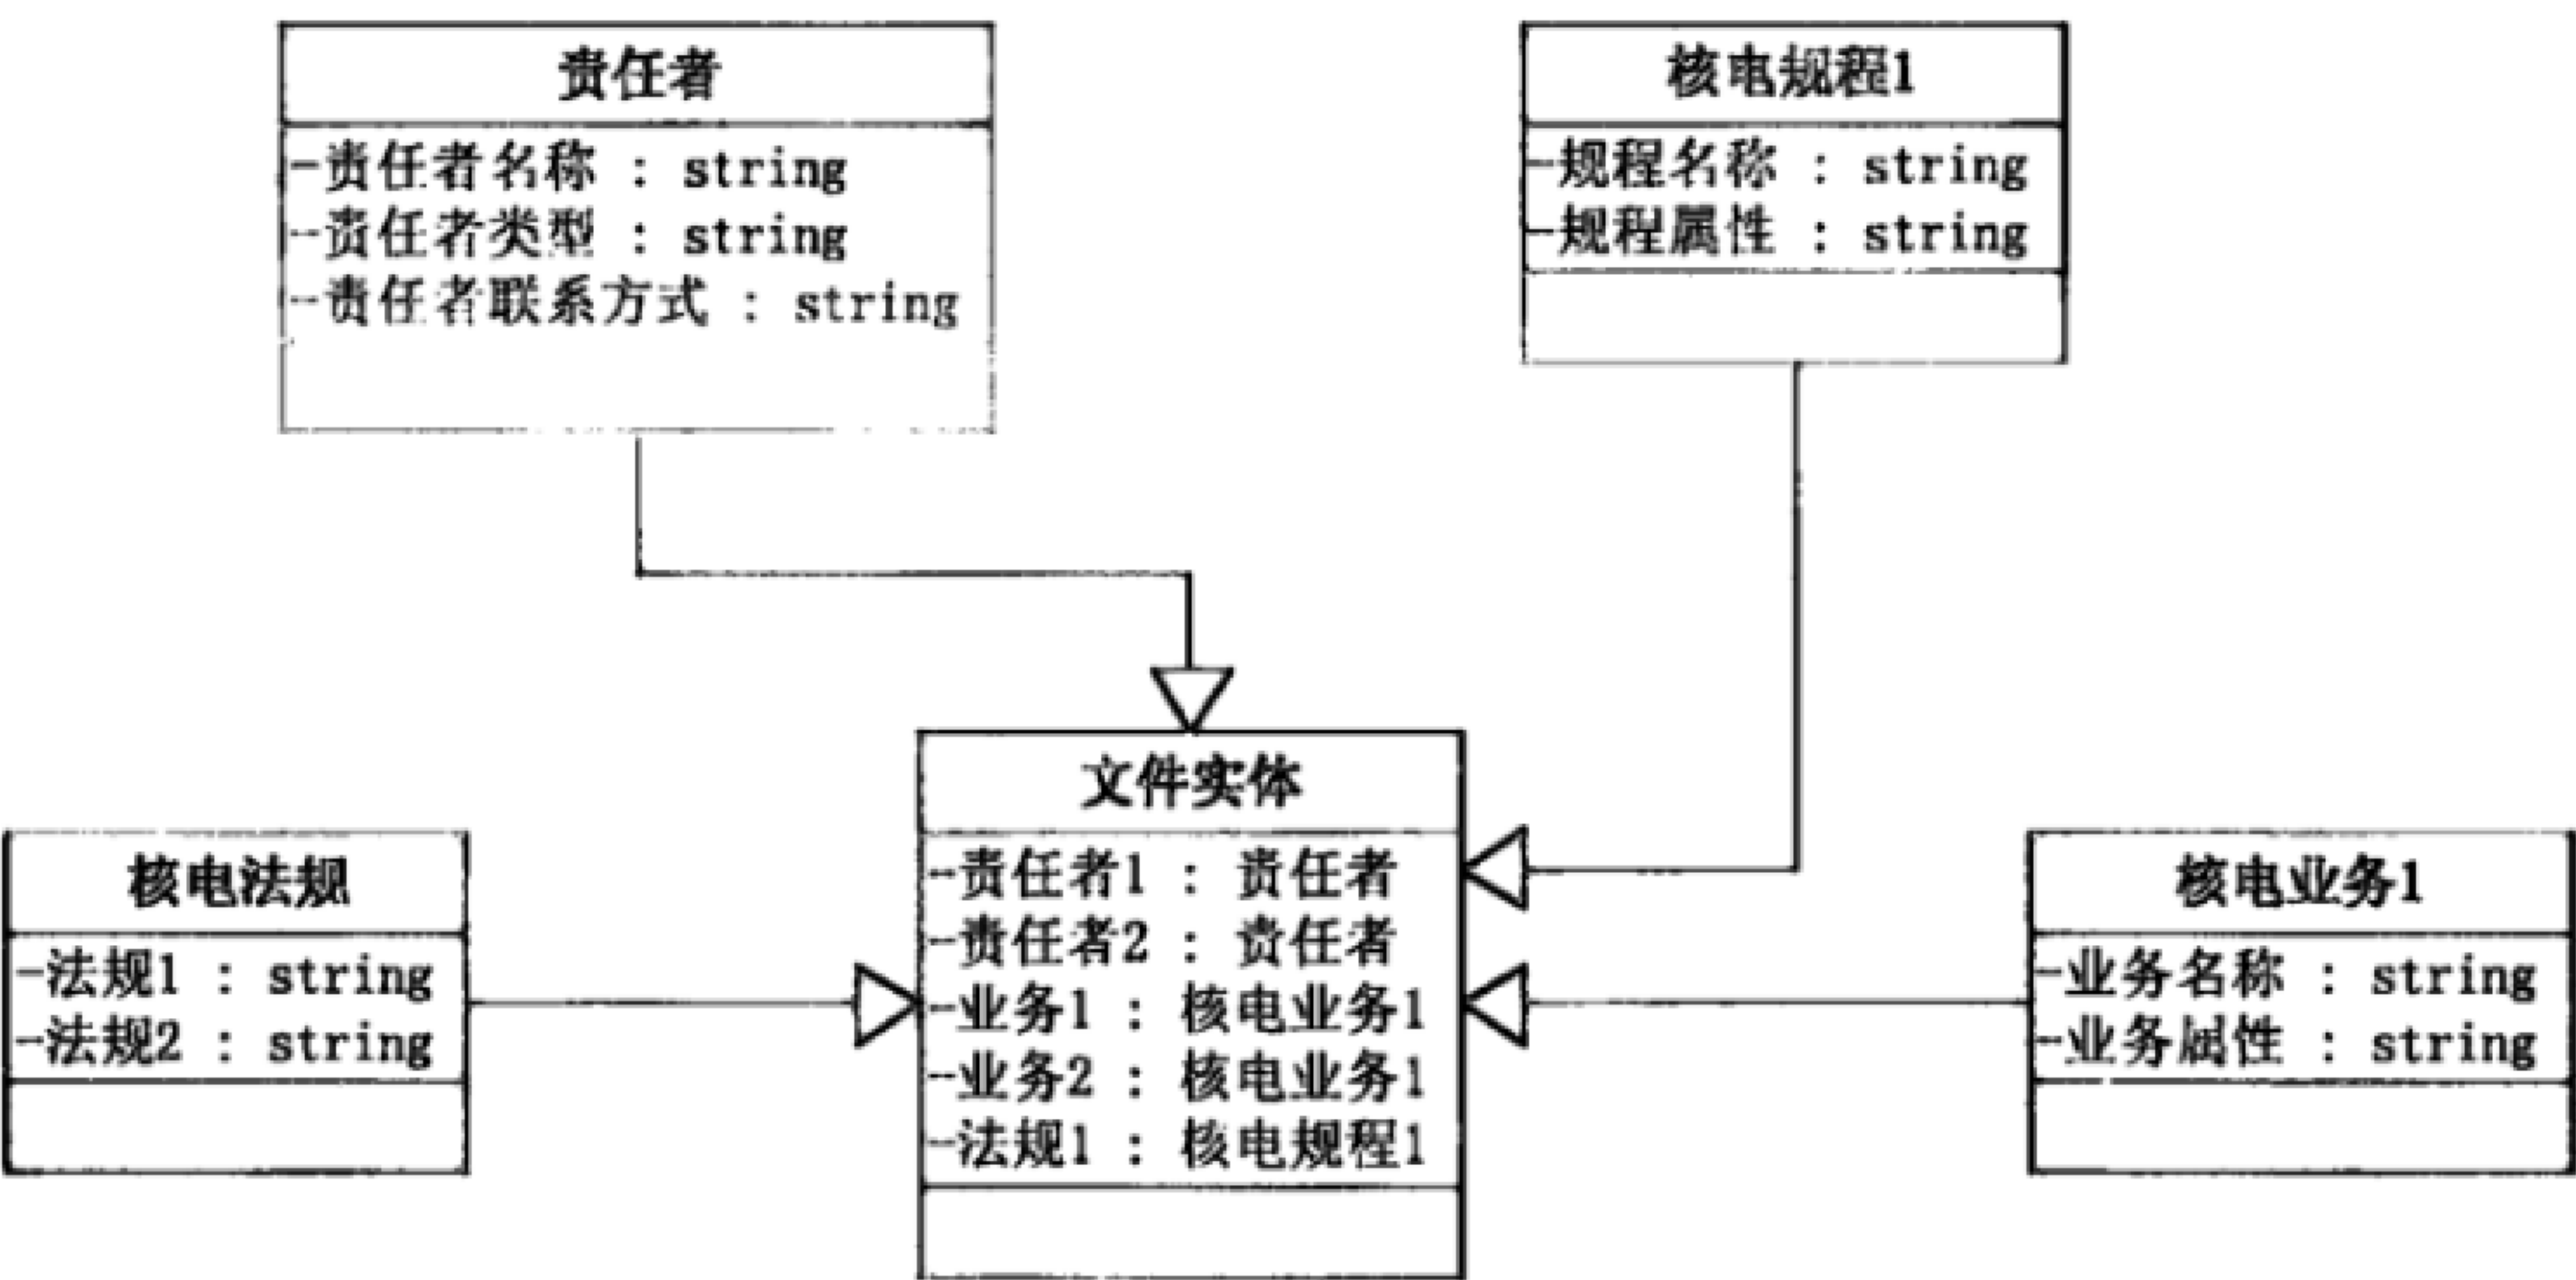 责任者
-责任者名称 : string
-责任者类型 : string
-责任者联系方式 : string
核电规程1
-规程名称 : string
-规程属性 : string
文件实体
-责任者1 : 责任者
-责任者2 : 责任者
-业务1 : 核电业务1
-业务2 : 核电业务1
-法规1 : 核电规程1
核电法规
-法规1 : string
-法规2 : string
核电业务1
-业务名称 : string
-业务属性 : string